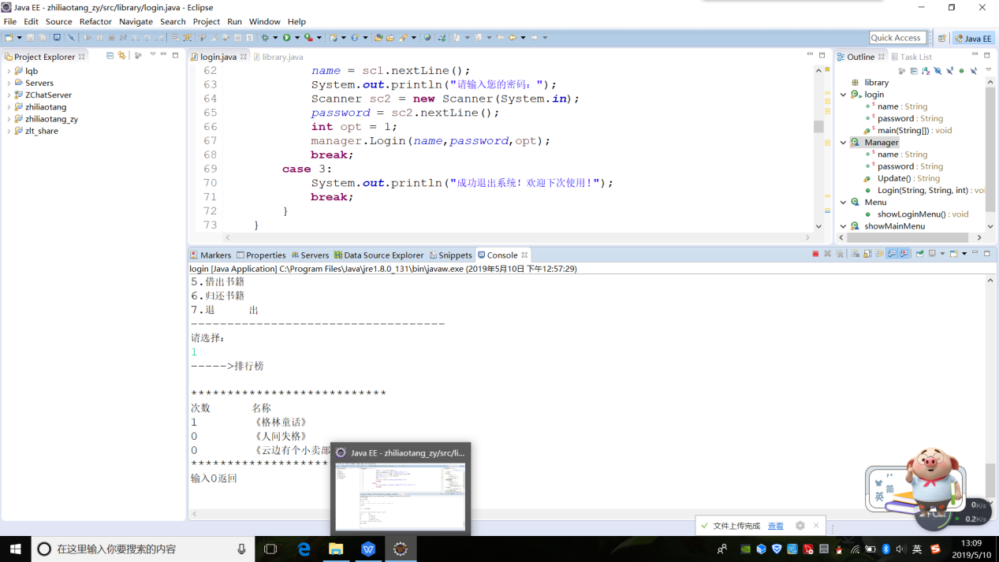 Java EE - zhiliaotang_zy/src/library/login.java - Eclipse
File Edit Source Refactor Navigate Search Project Run Window Help
Quick Access Java EE
Project Explorer
lqb
Servers
ZChatServer
zhiliaotang
zhiliaotang_zy
zlt_share
login.java library.java
62 name = sc1.nextLine();
63 System.out.println("请输入您的密码：");
64 Scanner sc2 = new Scanner(System.in);
65 password = sc2.nextLine();
66 int opt = 1;
67 manager.Login(name,password,opt);
68 break;
69 case 3:
70 System.out.println("成功退出系统！欢迎下次使用！");
71 break;
72 }
73 }
Outline Task List
library
login
name : String
password : String
main(String[]) : void
Manager
name : String
password : String
Update() : String
Login(String, String, int) : voi
Menu
showLoginMenu() : void
showMainMenu
Markers Properties Servers Data Source Explorer Snippets Console
login [Java Application] C:\Program Files\Java\jre1.8.0_131\bin\javaw.exe (2019年5月10日 下午12:57:29)
5.借出书籍
6.归还书籍
7.退 出
-----------------------------------
请选择：
1
----->排行榜
***************************
次数 名称
1 《格林童话》
0 《人间失格》
0 《云边有个小卖部
*******************
输入0返回
Java EE - zhiliaotang_zy/src/li...
英 简
0K/s
0.2K/s
文件上传完成 查看
在这里输入你要搜索的内容
英
13:09
2019/5/10